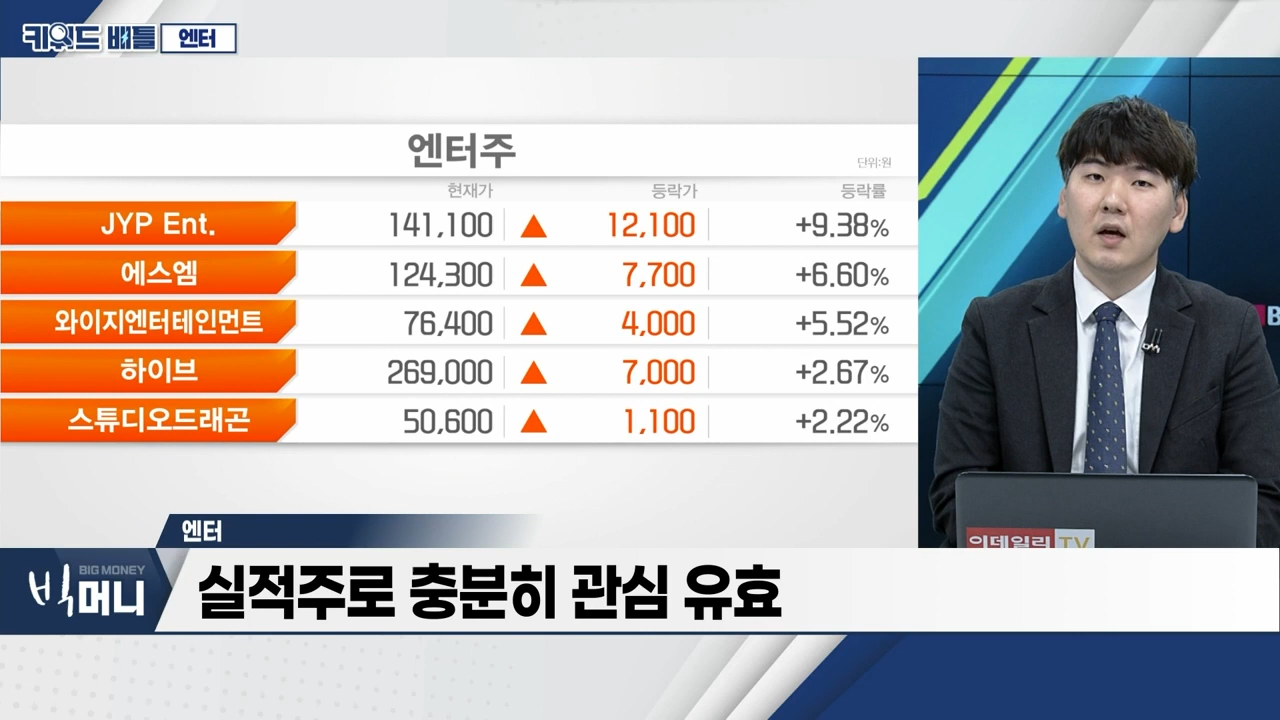 키워드 배틀 엔터
엔터주
단위:원
현재가 등락가 등락률
JYP Ent. 141,100 ▲ 12,100 +9.38%
에스엠 124,300 ▲ 7,700 +6.60%
와이지엔터테인먼트 76,400 ▲ 4,000 +5.52%
하이브 269,000 ▲ 7,000 +2.67%
스튜디오드래곤 50,600 ▲ 1,100 +2.22%
이데일리 TV
엔터
BIG MONEY
빅머니
실적주로 충분히 관심 유효